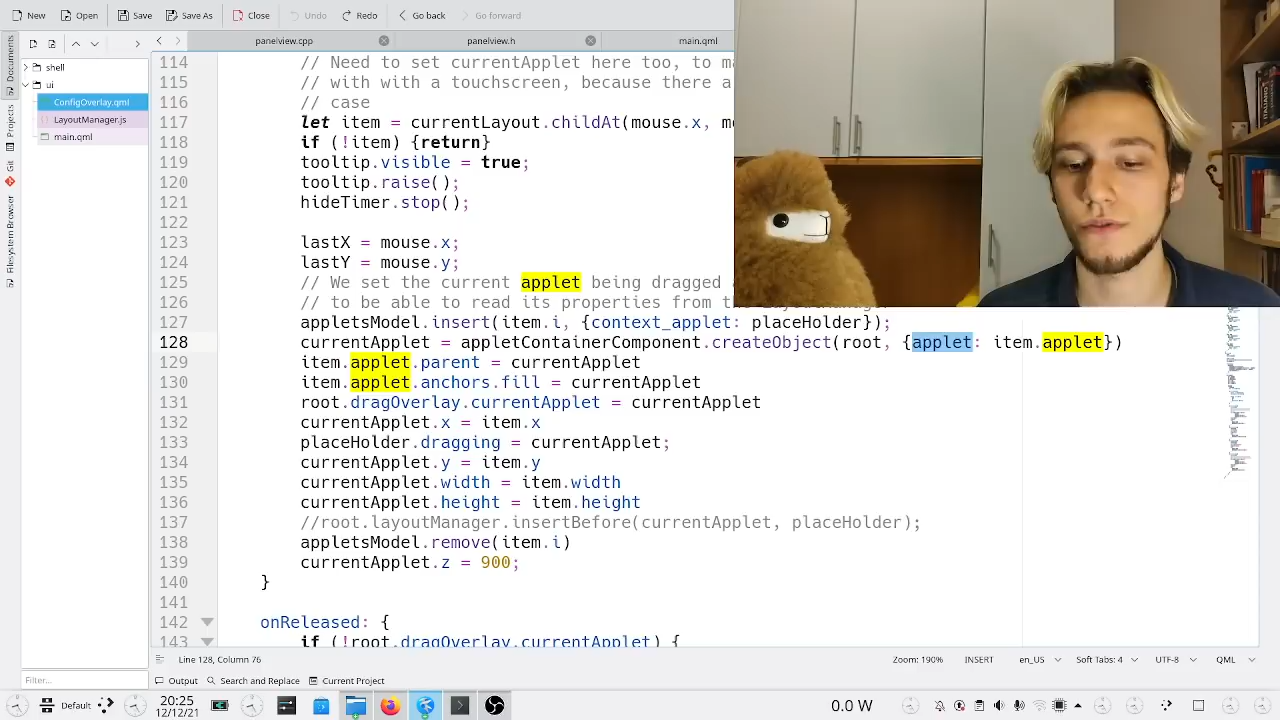 New Open Save Save As Close Undo Redo Go back Go forward
panelview.cpp panelview.h main.qml
Documents
Projects
Git
Filesystem Browser
shell
ui
ConfigOverlay.qml
LayoutManager.js
main.qml
114 // Need to set currentApplet here too, to ma
115 // with with a touchscreen, because there a
116 // case
117 let item = currentLayout.childAt(mouse.x, mo
118 if (!item) {return}
119 tooltip.visible = true;
120 tooltip.raise();
121 hideTimer.stop();
122
123 lastX = mouse.x;
124 lastY = mouse.y;
125 // We set the current applet being dragged
126 // to be able to read its properties from the
127 appletsModel.insert(item.i, {context_applet: placeHolder});
128 currentApplet = appletContainerComponent.createObject(root, {applet: item.applet})
129 item.applet.parent = currentApplet
130 item.applet.anchors.fill = currentApplet
131 root.dragOverlay.currentApplet = currentApplet
132 currentApplet.x = item.x
133 placeHolder.dragging = currentApplet;
134 currentApplet.y = item.y
135 currentApplet.width = item.width
136 currentApplet.height = item.height
137 //root.layoutManager.insertBefore(currentApplet, placeHolder);
138 appletsModel.remove(item.i)
139 currentApplet.z = 900;
140 }
141
142 onReleased: {
143 if (!root.dragOverlay.currentApplet) {
Line 128, Column 76 Zoom: 190% INSERT en_US Soft Tabs: 4 UTF-8 QML
Filter...
Output Search and Replace Current Project
Default: 20:25 0.0 W
12/12/21